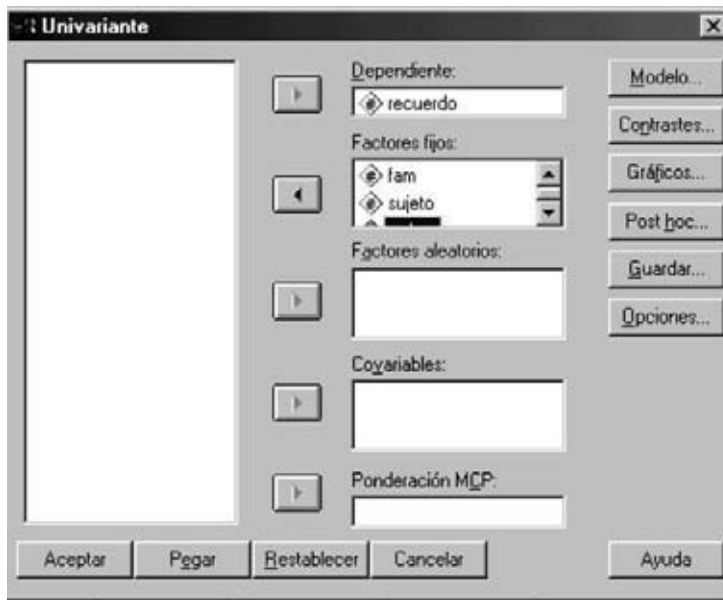 Univariante
Dependiente:
recuerdo
Factores fijos:
fam
sujeto
Factores aleatorios:
Covariables:
Ponderación MCP:
Modelo...
Contrastes...
Gráficos...
Post hoc...
Guardar...
Opciones...
Aceptar
Pegar
Restablecer
Cancelar
Ayuda